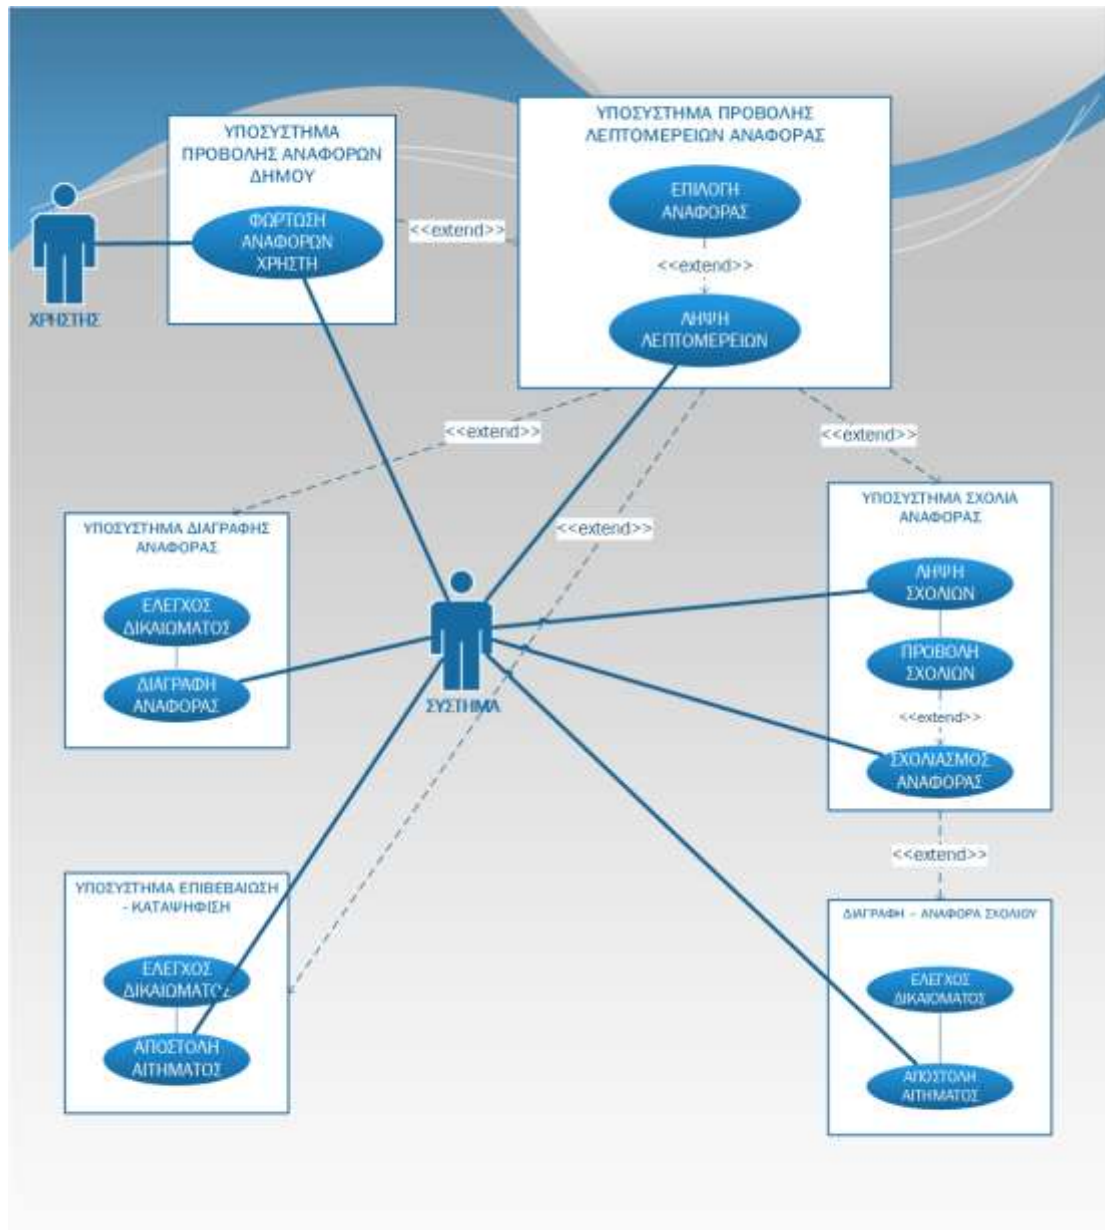 ΥΠΟΣΥΣΤΗΜΑ
ΠΡΟΒΟΛΗΣ ΑΝΑΦΟΡΩΝ
ΔΗΜΟΥ
ΦΟΡΤΩΣΗ
ΑΝΑΦΟΡΩΝ
ΧΡΗΣΤΗ
ΧΡΗΣΤΗΣ
<<extend>>
ΥΠΟΣΥΣΤΗΜΑ ΠΡΟΒΟΛΗΣ
ΛΕΠΤΟΜΕΡΕΙΩΝ ΑΝΑΦΟΡΑΣ
ΕΠΙΛΟΓΗ
ΑΝΑΦΟΡΑΣ
<<extend>>
ΛΗΨΗ
ΛΕΠΤΟΜΕΡΕΙΩΝ
<<extend>>
<<extend>>
<<extend>>
ΥΠΟΣΥΣΤΗΜΑ ΔΙΑΓΡΑΦΗΣ
ΑΝΑΦΟΡΑΣ
ΕΛΕΓΧΟΣ
ΔΙΚΑΙΩΜΑΤΟΣ
ΔΙΑΓΡΑΦΗ
ΑΝΑΦΟΡΑΣ
ΣΥΣΤΗΜΑ
ΥΠΟΣΥΣΤΗΜΑ ΣΧΟΛΙΑ
ΑΝΑΦΟΡΑΣ
ΛΗΨΗ
ΣΧΟΛΙΩΝ
ΠΡΟΒΟΛΗ
ΣΧΟΛΙΩΝ
<<extend>>
ΣΧΟΛΙΑΣΜΟΣ
ΑΝΑΦΟΡΑΣ
<<extend>>
ΥΠΟΣΥΣΤΗΜΑ ΕΠΙΒΕΒΑΙΩΣΗ
- ΚΑΤΑΨΗΦΙΣΗ
ΕΛΕΓΧΟΣ
ΔΙΚΑΙΩΜΑΤΟΣ
ΑΠΟΣΤΟΛΗ
ΑΙΤΗΜΑΤΟΣ
ΔΙΑΓΡΑΦΗ – ΑΝΑΦΟΡΑ ΣΧΟΛΙΟΥ
ΕΛΕΓΧΟΣ
ΔΙΚΑΙΟΜΑΤΟΣ
ΑΠΟΣΤΟΛΗ
ΑΙΤΗΜΑΤΟΣ